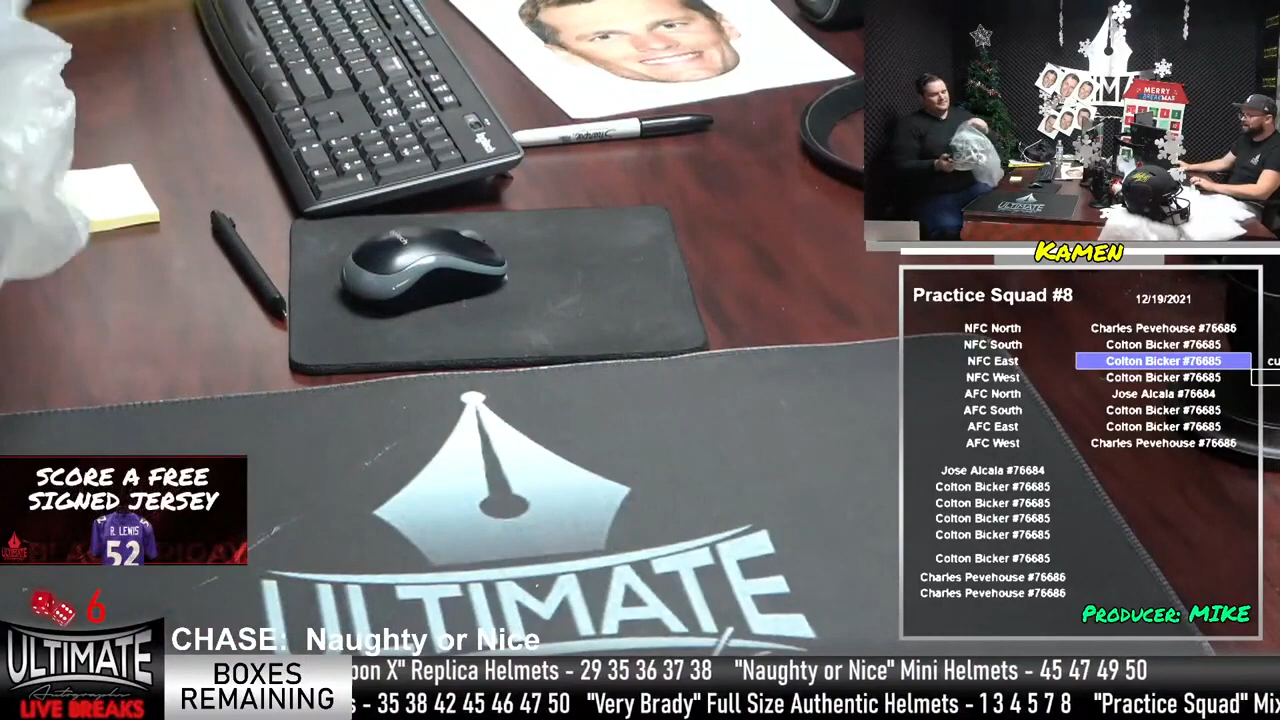 MERRY
BREAKMAS
ULTIMATE
KAMEN
Practice Squad #8 12/19/2021
NFC North Charles Pevehouse #76686
NFC South Colton Bicker #76685
NFC East Colton Bicker #76685 cu
NFC West Colton Bicker #76685
AFC North Jose Alcala #76684
AFC South Colton Bicker #76685
AFC East Colton Bicker #76685
AFC West Charles Pevehouse #76686
Jose Alcala #76684
Colton Bicker #76685
Colton Bicker #76685
Colton Bicker #76685
Colton Bicker #76685
Colton Bicker #76685
Charles Pevehouse #76686
Charles Pevehouse #76686
PRODUCER: MIKE
SCORE A FREE
SIGNED JERSEY
R. LEWIS
52
ULTIMATE
6
CHASE: Naughty or Nice
ULTIMATE
Autographs
LIVE BREAKS
BOXES
REMAINING
bon X" Replica Helmets - 29 35 36 37 38 "Naughty or Nice" Mini Helmets - 45 47 49 50
s - 35 38 42 45 46 47 50 "Very Brady" Full Size Authentic Helmets - 1 3 4 5 7 8 "Practice Squad" Mix